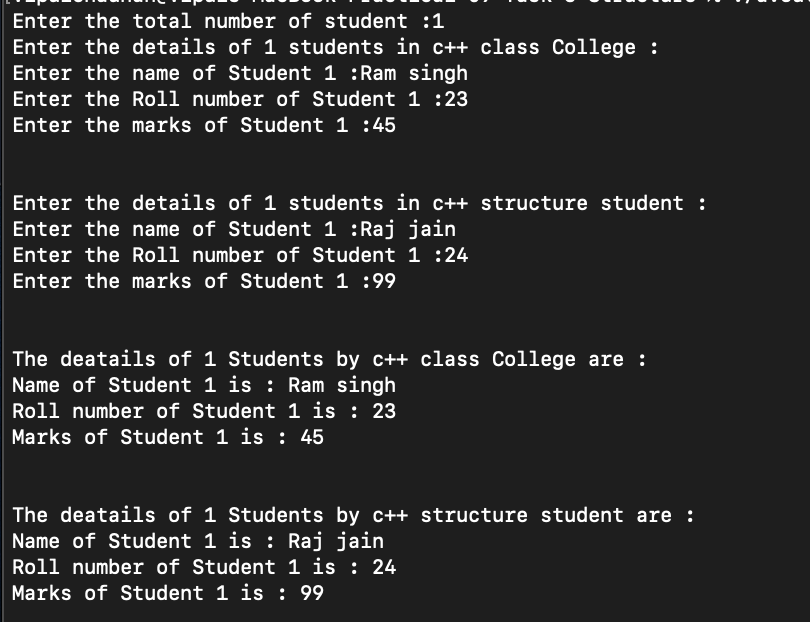 Enter the total number of student :1
Enter the details of 1 students in c++ class College :
Enter the name of Student 1 :Ram singh
Enter the Roll number of Student 1 :23
Enter the marks of Student 1 :45
Enter the details of 1 students in c++ structure student :
Enter the name of Student 1 :Raj jain
Enter the Roll number of Student 1 :24
Enter the marks of Student 1 :99
The deatails of 1 Students by c++ class College are :
Name of Student 1 is : Ram singh
Roll number of Student 1 is : 23
Marks of Student 1 is : 45
The deatails of 1 Students by c++ structure student are :
Name of Student 1 is : Raj jain
Roll number of Student 1 is : 24
Marks of Student 1 is : 99